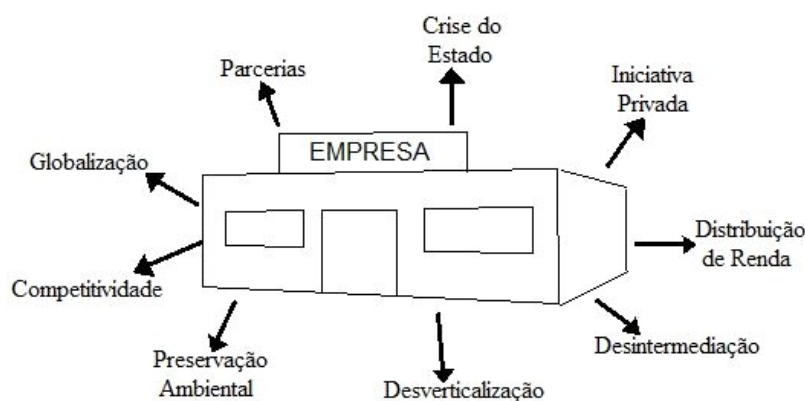 Crise do
Estado
Parcerias
Iniciativa
Privada
EMPRESA
Globalização
Distribuição
de Renda
Competitividade
Desintermediação
Preservação
Ambiental
Desverticalização